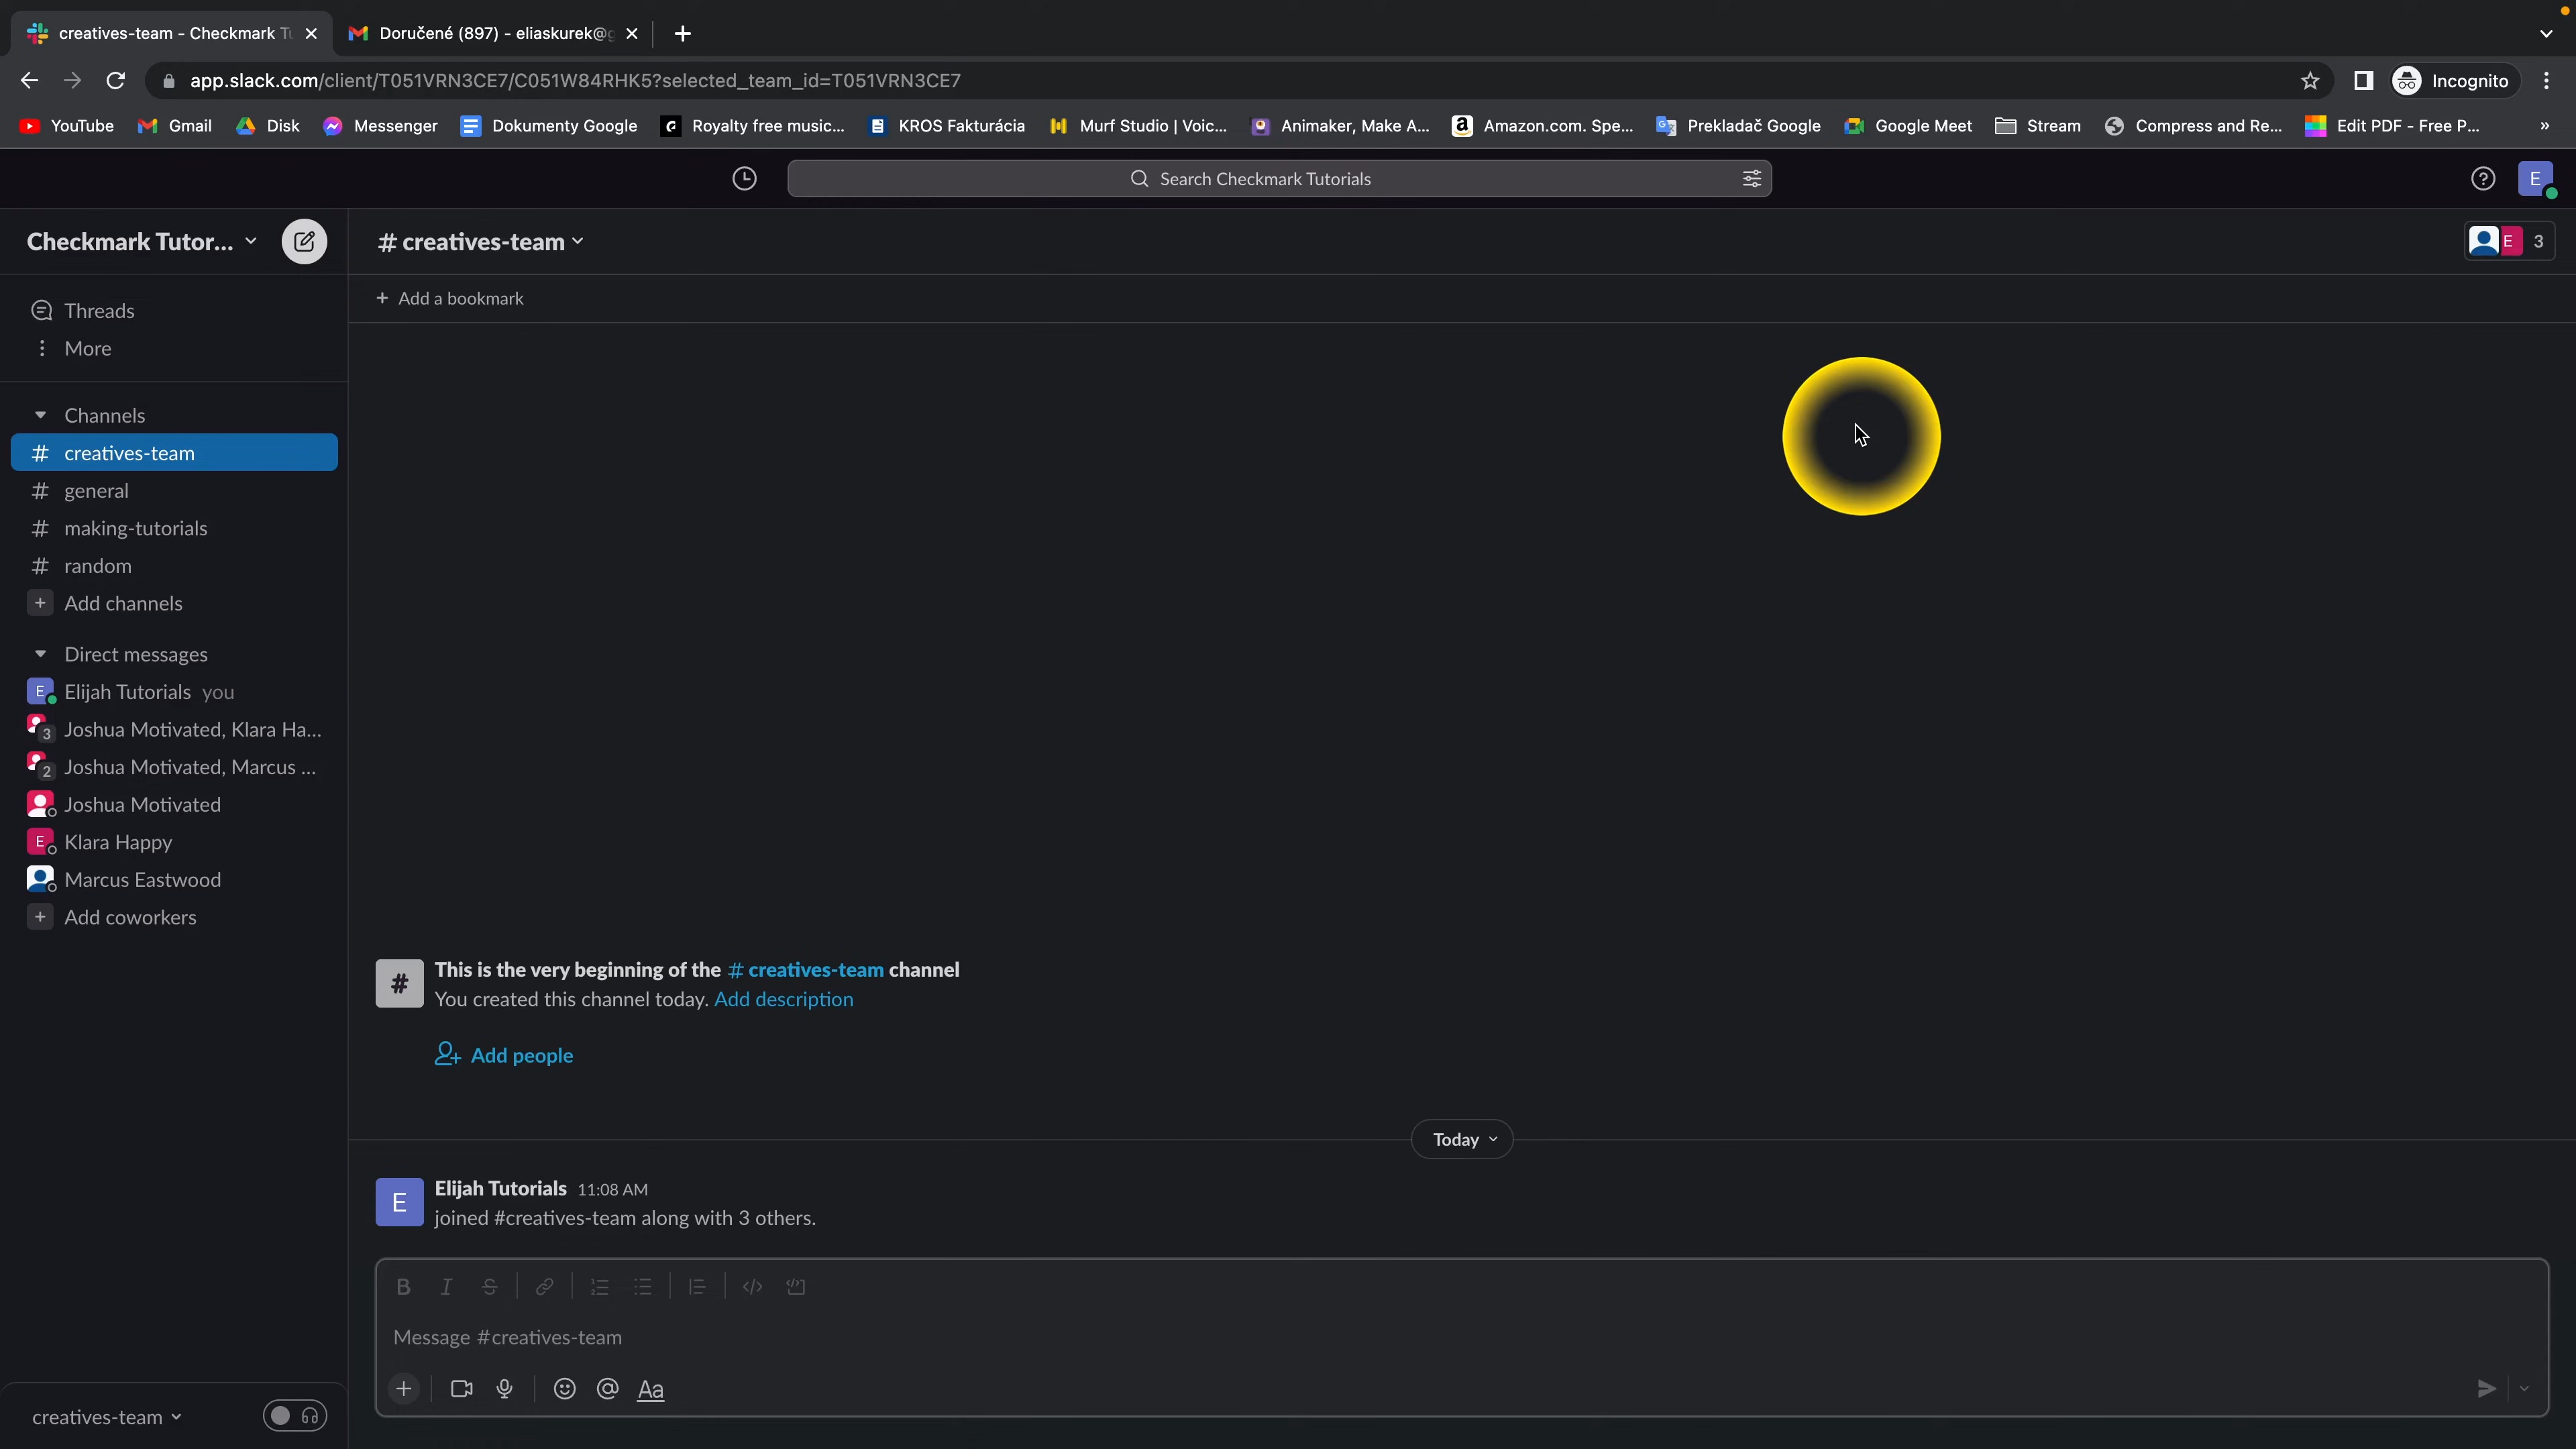 creatives-team - Checkmark Tu
Doručené (897) - eliaskurek@g
app.slack.com/client/T051VRN3CE7/C051W84RHK5?selected_team_id=T051VRN3CE7
Incognito
YouTube Gmail Disk Messenger Dokumenty Google Royalty free music... KROS Fakturácia Murf Studio | Voic... Animaker, Make A... Amazon.com. Spe... Prekladač Google Google Meet Stream Compress and Re... Edit PDF - Free P... »
Search Checkmark Tutorials
E
Checkmark Tutor...
# creatives-team
E 3
+ Add a bookmark
Threads
More
Channels
# creatives-team
# general
# making-tutorials
# random
+ Add channels
Direct messages
E Elijah Tutorials you
3 Joshua Motivated, Klara Ha...
2 Joshua Motivated, Marcus ...
Joshua Motivated
E Klara Happy
Marcus Eastwood
+ Add coworkers
# This is the very beginning of the # creatives-team channel
You created this channel today. Add description
Add people
Today
E Elijah Tutorials 11:08 AM
joined #creatives-team along with 3 others.
B I S
Message #creatives-team
+ @ Aa
creatives-team